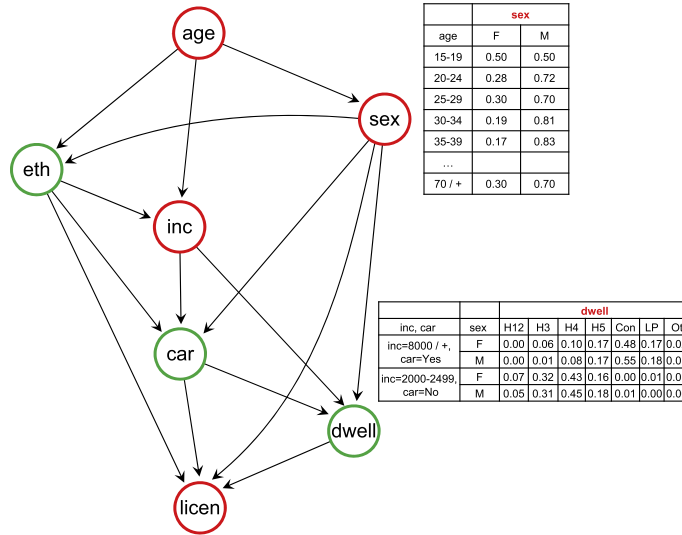 age
sex
eth
inc
car
dwell
licen
sex
age F M
15-19 0.50 0.50
20-24 0.28 0.72
25-29 0.30 0.70
30-34 0.19 0.81
35-39 0.17 0.83
...
70 / + 0.30 0.70
dwell
inc, car sex H12 H3 H4 H5 Con LP
inc=8000 / +, car=Yes F 0.00 0.06 0.10 0.17 0.48 0.17
M 0.00 0.01 0.08 0.17 0.55 0.18
inc=2000-2499, car=No F 0.07 0.32 0.43 0.16 0.00 0.01
M 0.05 0.31 0.45 0.18 0.01 0.00